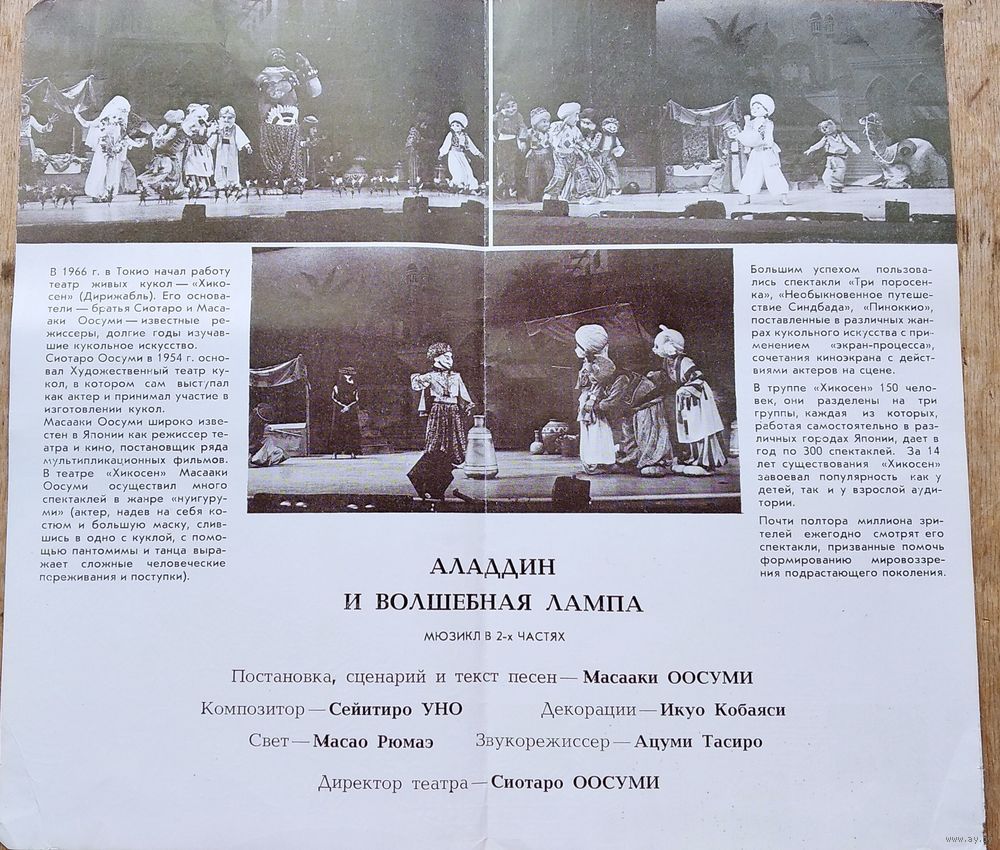 В 1966 г. в Токио начал работу
театр живых кукол — «Хико-
сен» (Дирижабль). Его основа-
тели — братья Сиотаро и Маса-
аки Оосуми — известные ре-
жиссеры, долгие годы изучав-
шие кукольное искусство.
Сиотаро Оосуми в 1954 г. осно-
вал Художественный театр ку-
кол, в котором сам выступал
как актер и принимал участие в
изготовлении кукол.
Масааки Оосуми широко изве-
стен в Японии как режиссер те-
атра и кино, постановщик ряда
мультипликационных фильмов.
В театре «Хикосен» Масааки
Оосуми осуществил много
спектаклей в жанре «нуигуру-
ми» (актер, надев на себя ко-
стюм и большую маску, слив-
шись в одно с куклой, с помо-
щью пантомимы и танца выра-
жает сложные человеческие
переживания и поступки).
Большим успехом пользова-
лись спектакли «Три поросен-
ка», «Необыкновенное путеше-
ствие Синдбада», «Пиноккио»,
поставленные в различных жан-
рах кукольного искусства с при-
менением «экран-процесса»,
сочетания киноэкрана с дейст-
виями актеров на сцене.
В труппе «Хикосен» 150 чело-
век, они разделены на три
группы, каждая из которых,
работая самостоятельно в раз-
личных городах Японии, дает в
год по 300 спектаклей. За 14
лет существования «Хикосен»
завоевал популярность как у
детей, так и у взрослой ауди-
тории.
Почти полтора миллиона зри-
телей ежегодно смотрят его
спектакли, призванные помочь
формированию мировоззре-
ния подрастающего поколения.
АЛАДДИН
И ВОЛШЕБНАЯ ЛАМПА
МЮЗИКЛ В 2-х ЧАСТЯХ
Постановка, сценарий и текст песен — Масааки ООСУМИ
Композитор — Сейитиро УНО Декорации — Икуо Кобаяси
Свет — Масао Рюмаэ Звукорежиссер — Ацуми Тасиро
Директор театра — Сиотаро ООСУМИ